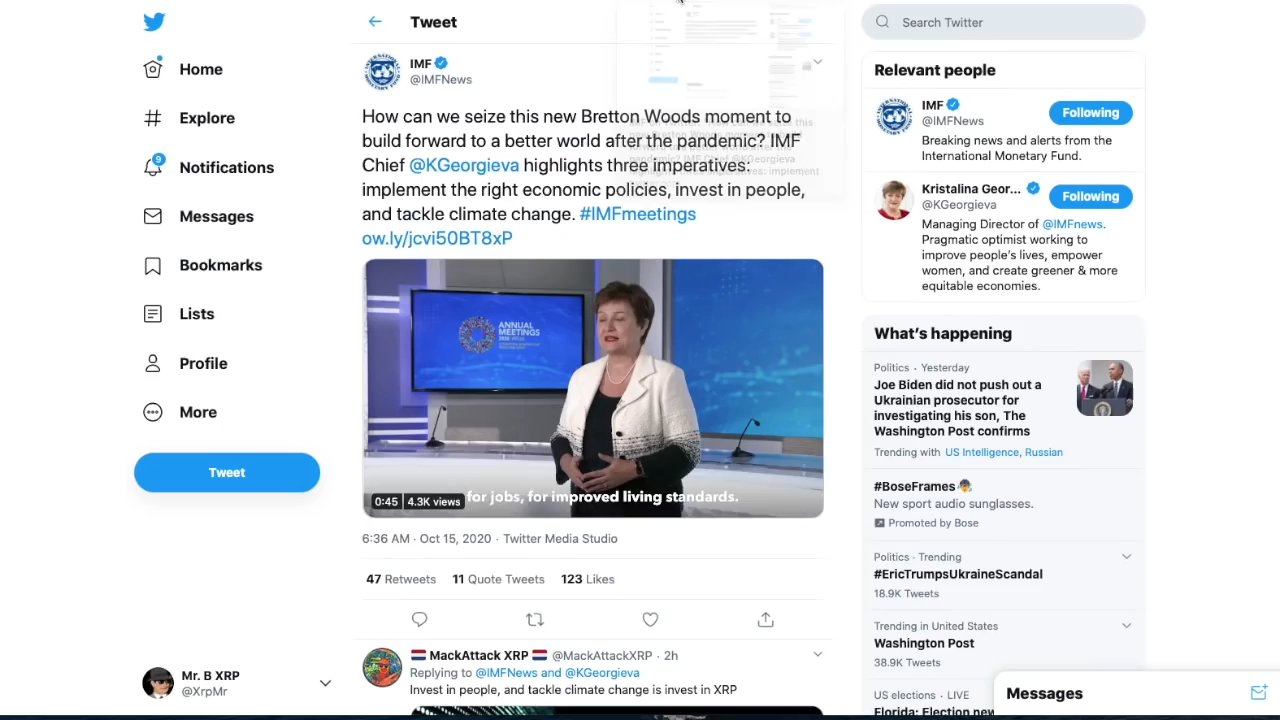 Home
Explore
Notifications
9
Messages
Bookmarks
Lists
Profile
More
Tweet
Mr. B XRP
@XrpMr
Tweet
IMF
@IMFNews
How can we seize this new Bretton Woods moment to
build forward to a better world after the pandemic? IMF
Chief @KGeorgieva highlights three imperatives:
implement the right economic policies, invest in people,
and tackle climate change. #IMFmeetings
ow.ly/jcvi50BT8xP
ANNUAL
MEETINGS
for jobs, for improved living standards.
0:45 4.3K views
6:36 AM · Oct 15, 2020 · Twitter Media Studio
47 Retweets 11 Quote Tweets 123 Likes
MackAttack XRP @MackAttackXRP · 2h
Replying to @IMFNews and @KGeorgieva
Invest in people, and tackle climate change is invest in XRP
Search Twitter
Relevant people
IMF
@IMFNews
Following
Breaking news and alerts from the
International Monetary Fund.
Kristalina Geor...
@KGeorgieva
Following
Managing Director of @IMFnews.
Pragmatic optimist working to
improve people's lives, empower
women, and create greener & more
equitable economies.
What's happening
Politics · Yesterday
Joe Biden did not push out a
Ukrainian prosecutor for
investigating his son, The
Washington Post confirms
Trending with US Intelligence, Russian
#BoseFrames
New sport audio sunglasses.
Promoted by Bose
Politics · Trending
#EricTrumpsUkraineScandal
18.9K Tweets
Trending in United States
Washington Post
38.9K Tweets
US elections · LIVE
Florida: Election new
Messages